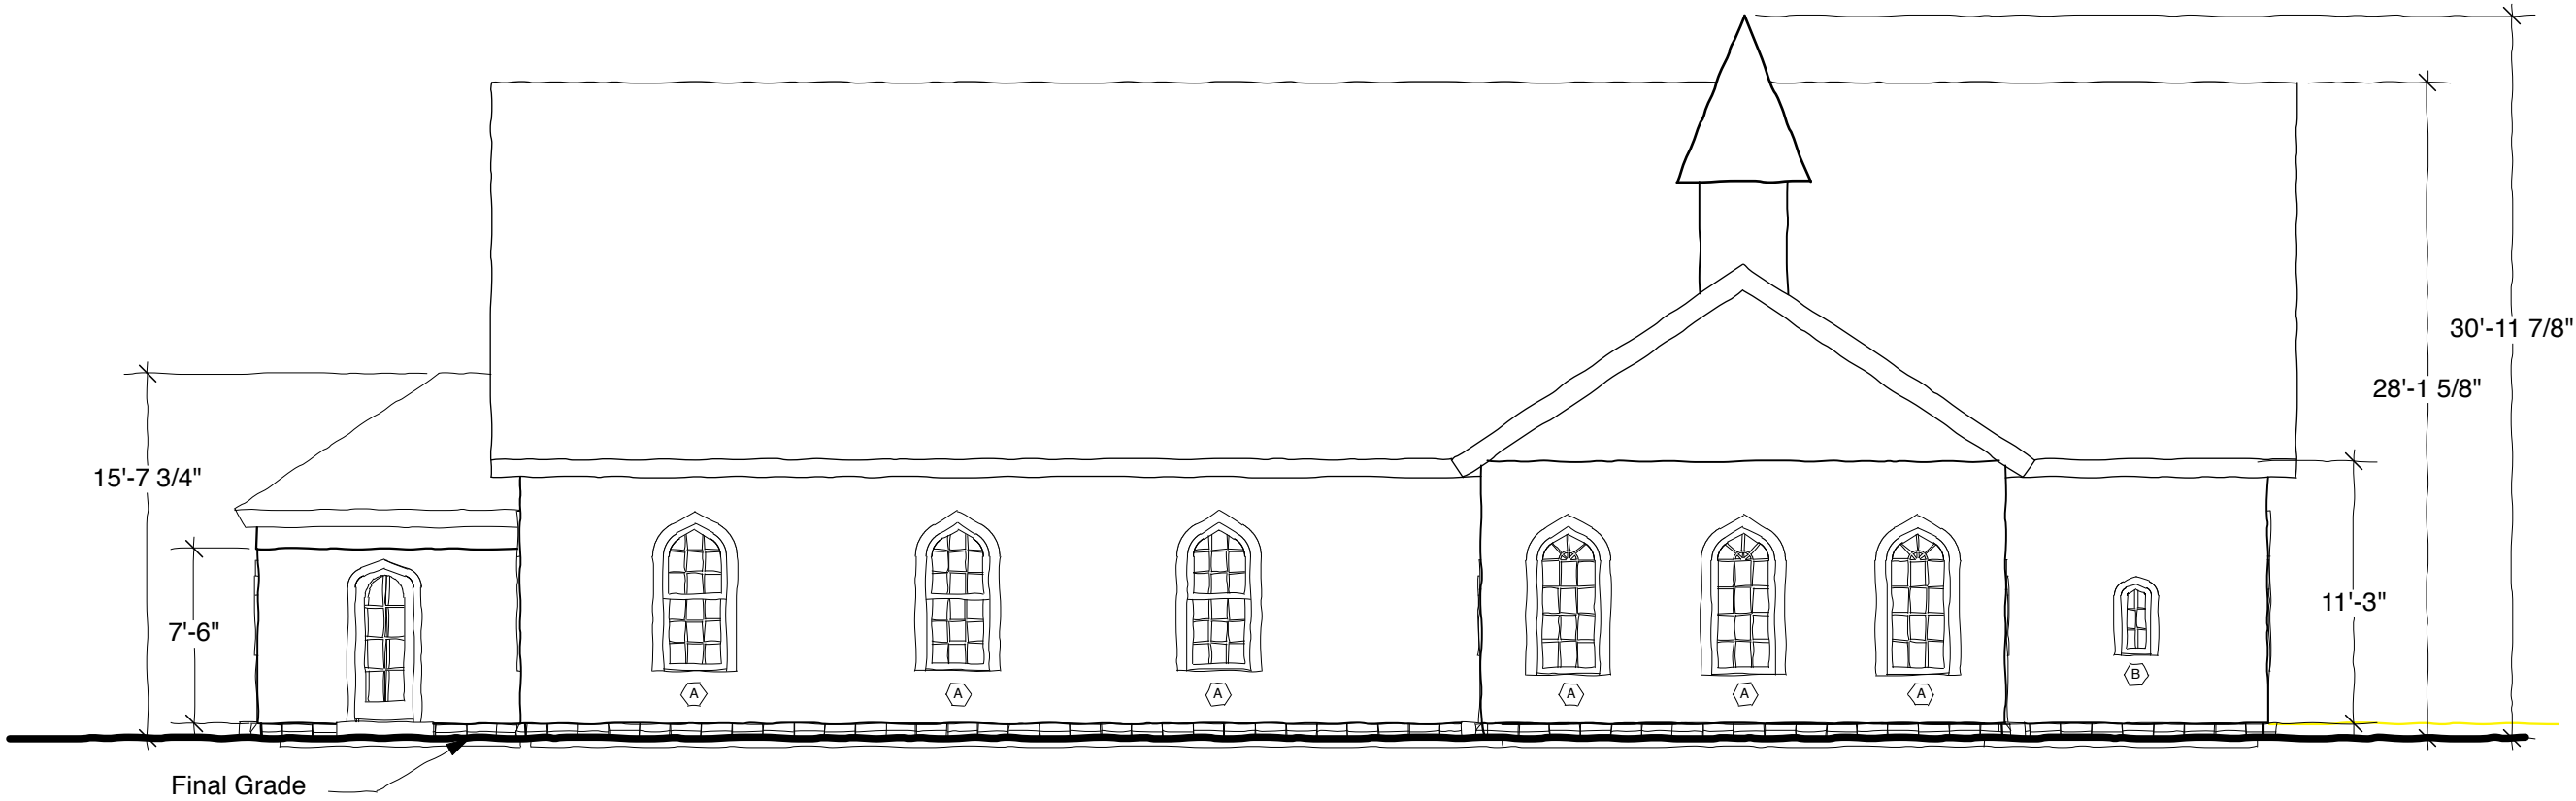 30'-11 7/8"
28'-1 5/8"
15'-7 3/4"
11'-3"
7'-6"
A
A
A
A
A
A
B
Final Grade